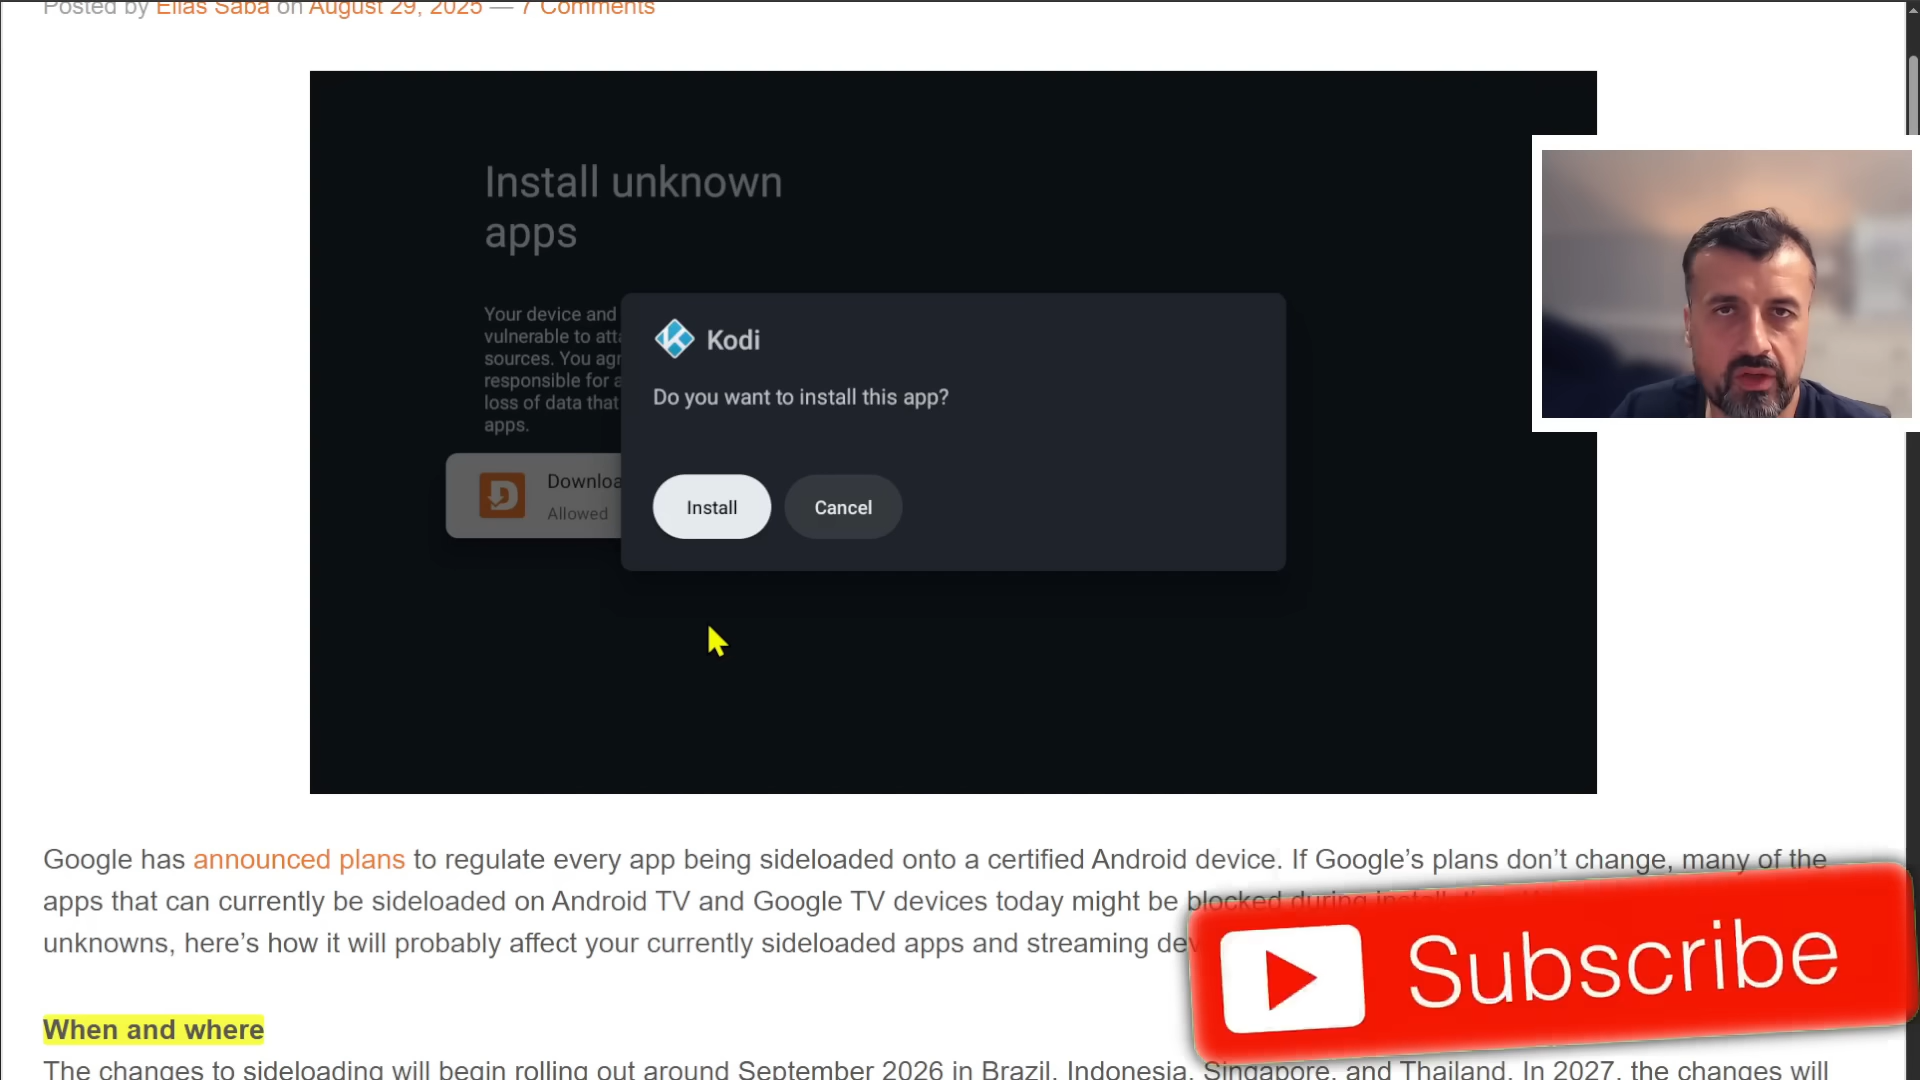 Posted by Elias Saba on August 29, 2025 — 7 Comments
Install unknown
apps
Your device and
vulnerable to
sources. You
responsible for
loss of data that
apps.
Allowed
Kodi
Do you want to install this app?
Install
Cancel
Google has announced plans to regulate every app being sideloaded onto a certified Android device. If Google's plans don't change, many of the
apps that can currently be sideloaded on Android TV and Google TV devices today might be blocked during
unknowns, here's how it will probably affect your currently sideloaded apps and streaming
Subscribe
When and where
The changes to sideloading will begin rolling out around September 2026 in Brazil, Indonesia, Singapore, and Thailand. In 2027, the changes will